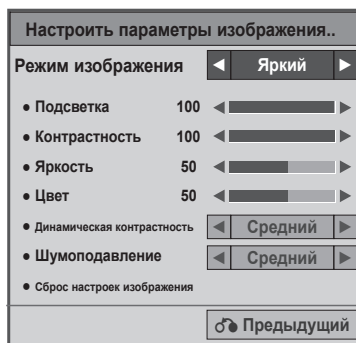 Настроить параметры изображения..
Режим изображения ◀ Яркий ▶
● Подсветка 100
● Контрастность 100
● Яркость 50
● Цвет 50
● Динамическая контрастность ◀ Средний ▶
● Шумоподавление ◀ Средний ▶
● Сброс настроек изображения
Предыдущий